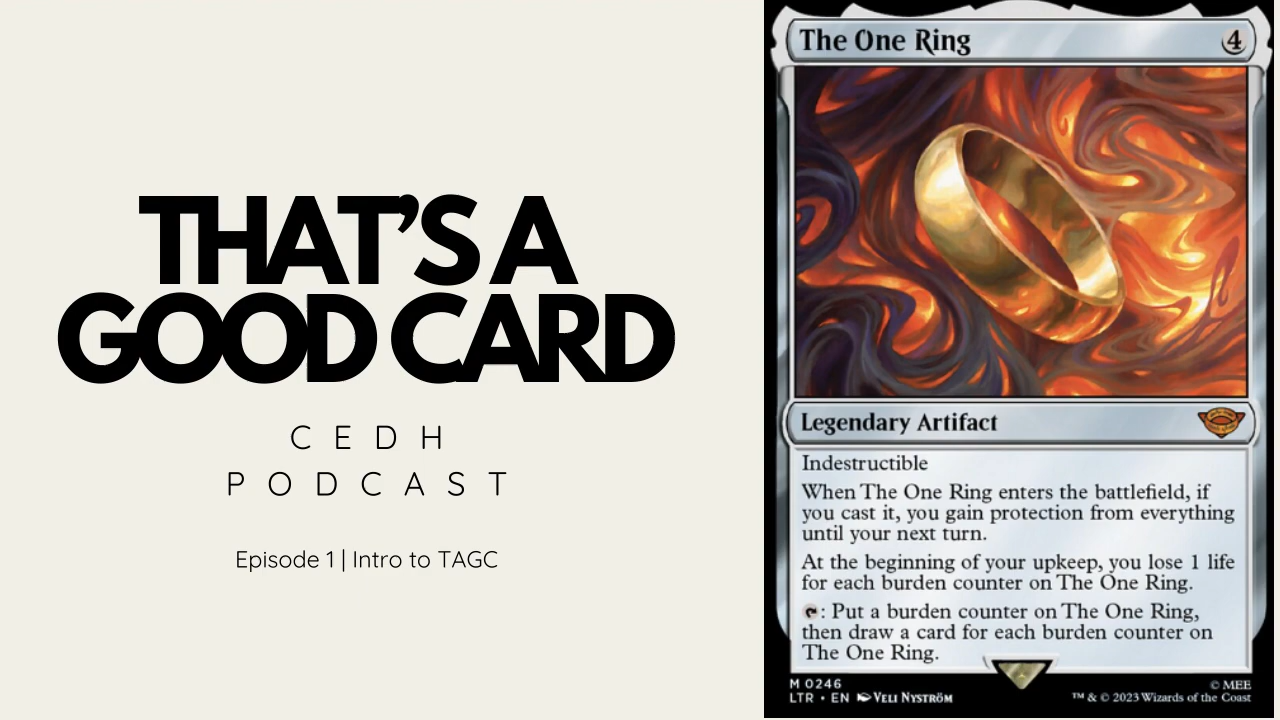 THAT'S A
GOOD CARD
CEDH
PODCAST
Episode 1 | Intro to TAGC
The One Ring 4
Legendary Artifact
Indestructible
When The One Ring enters the battlefield, if
you cast it, you gain protection from everything
until your next turn.
At the beginning of your upkeep, you lose 1 life
for each burden counter on The One Ring.
: Put a burden counter on The One Ring,
then draw a card for each burden counter on
The One Ring.
M 0246
LTR • EN VELI NYSTRÖM
© MEE
™ & © 2023 Wizards of the Coast